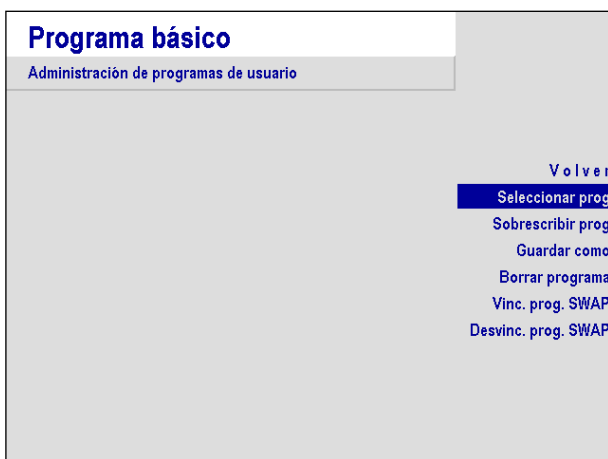 Programa básico
Administración de programas de usuario
V o l v e r
Seleccionar prog
Sobrescribir prog
Guardar como
Borrar programa
Vinc. prog. SWAP
Desvinc. prog. SWAP